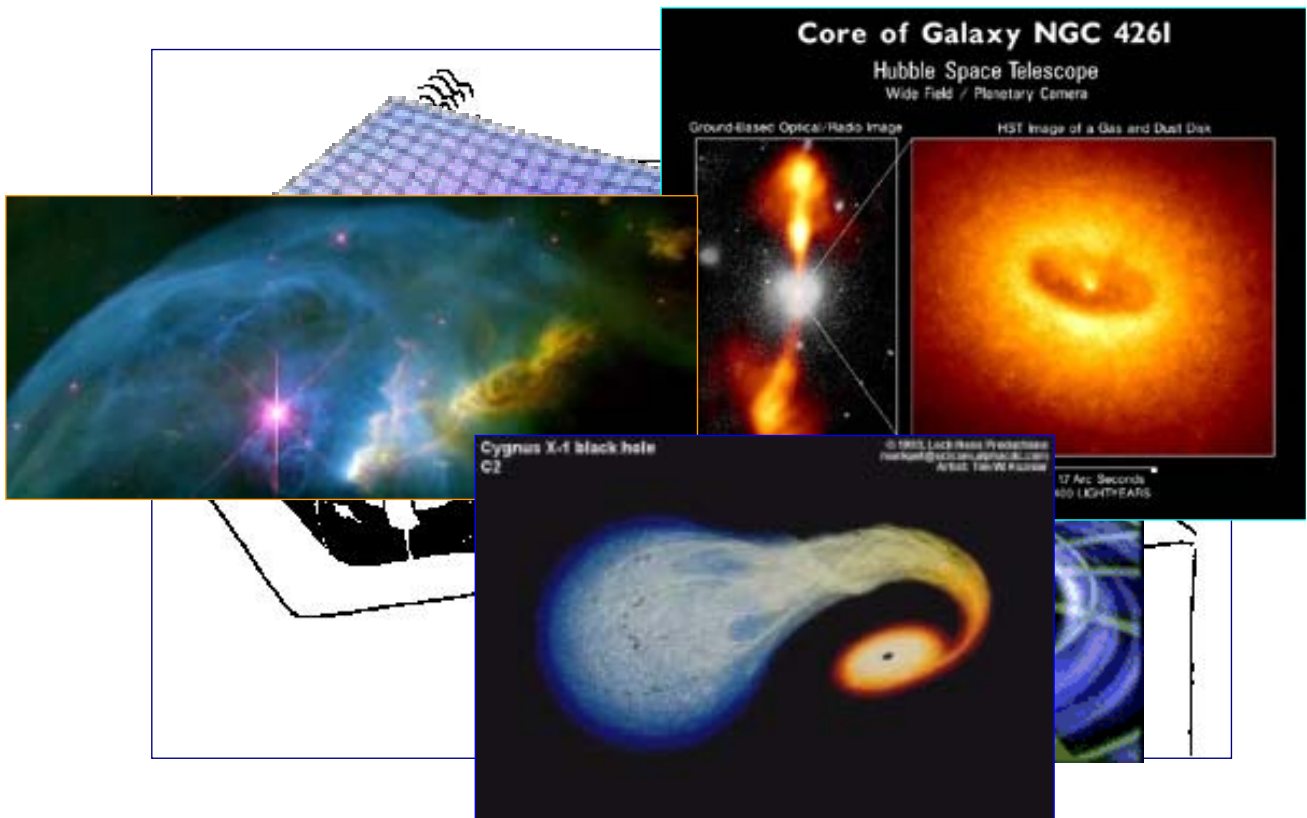 Core of Galaxy NGC 4261
Hubble Space Telescope
Wide Field / Planetary Camera
Ground-Based Optical/Radio Image
HST Image of a Gas and Dust Disk
17 Arc Seconds
400 LIGHTYEARS
Cygnus X-1 black hole
C2